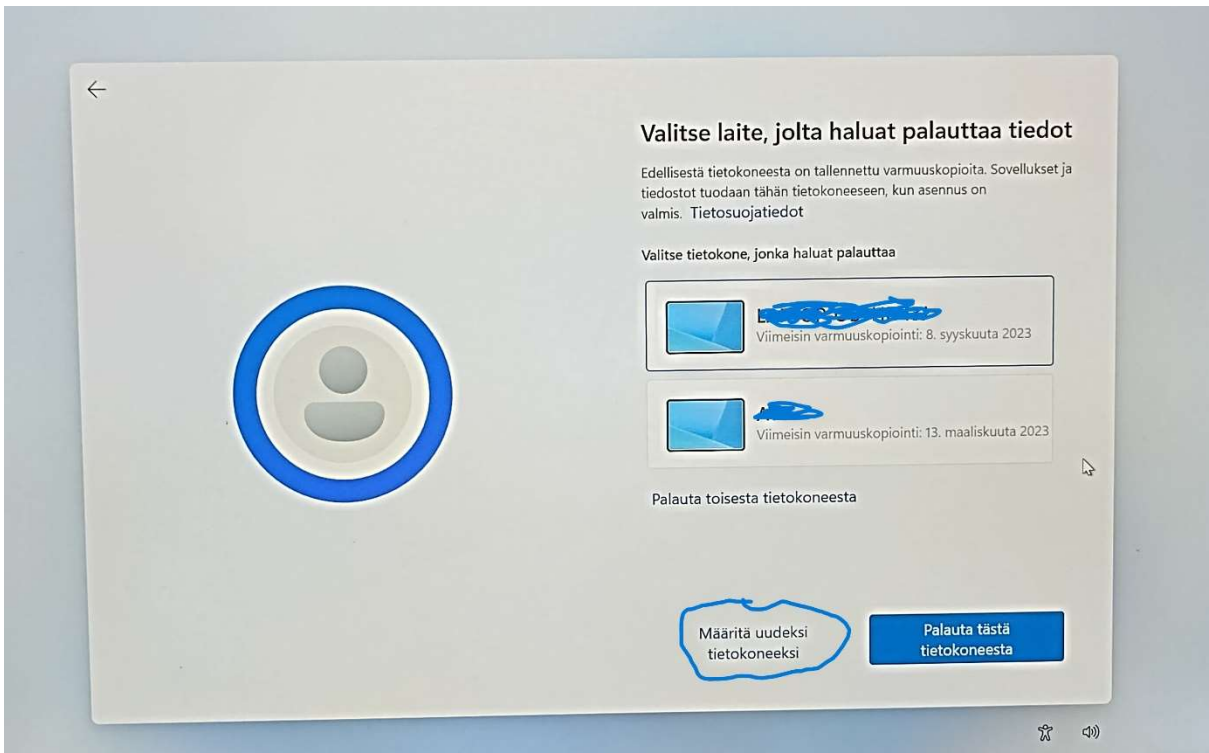 Valitse laite, jolta haluat palauttaa tiedot
Edellisestä tietokoneesta on tallennettu varmuuskopioita. Sovellukset ja
tiedostot tuodaan tähän tietokoneeseen, kun asennus on
valmis. Tietosuojatiedot
Valitse tietokone, jonka haluat palauttaa
Viimeisin varmuuskopiointi: 8. syyskuuta 2023
Viimeisin varmuuskopiointi: 13. maaliskuuta 2023
Palauta toisesta tietokoneesta
Määritä uudeksi
tietokoneeksi
Palauta tästä
tietokoneesta